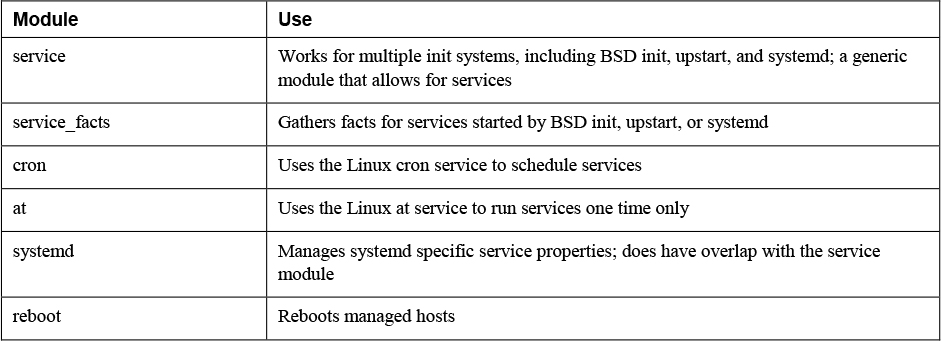 Module Use
service Works for multiple init systems, including BSD init, upstart, and systemd; a generic
module that allows for services
service_facts Gathers facts for services started by BSD init, upstart, or systemd
cron Uses the Linux cron service to schedule services
at Uses the Linux at service to run services one time only
systemd Manages systemd specific service properties; does have overlap with the service
module
reboot Reboots managed hosts